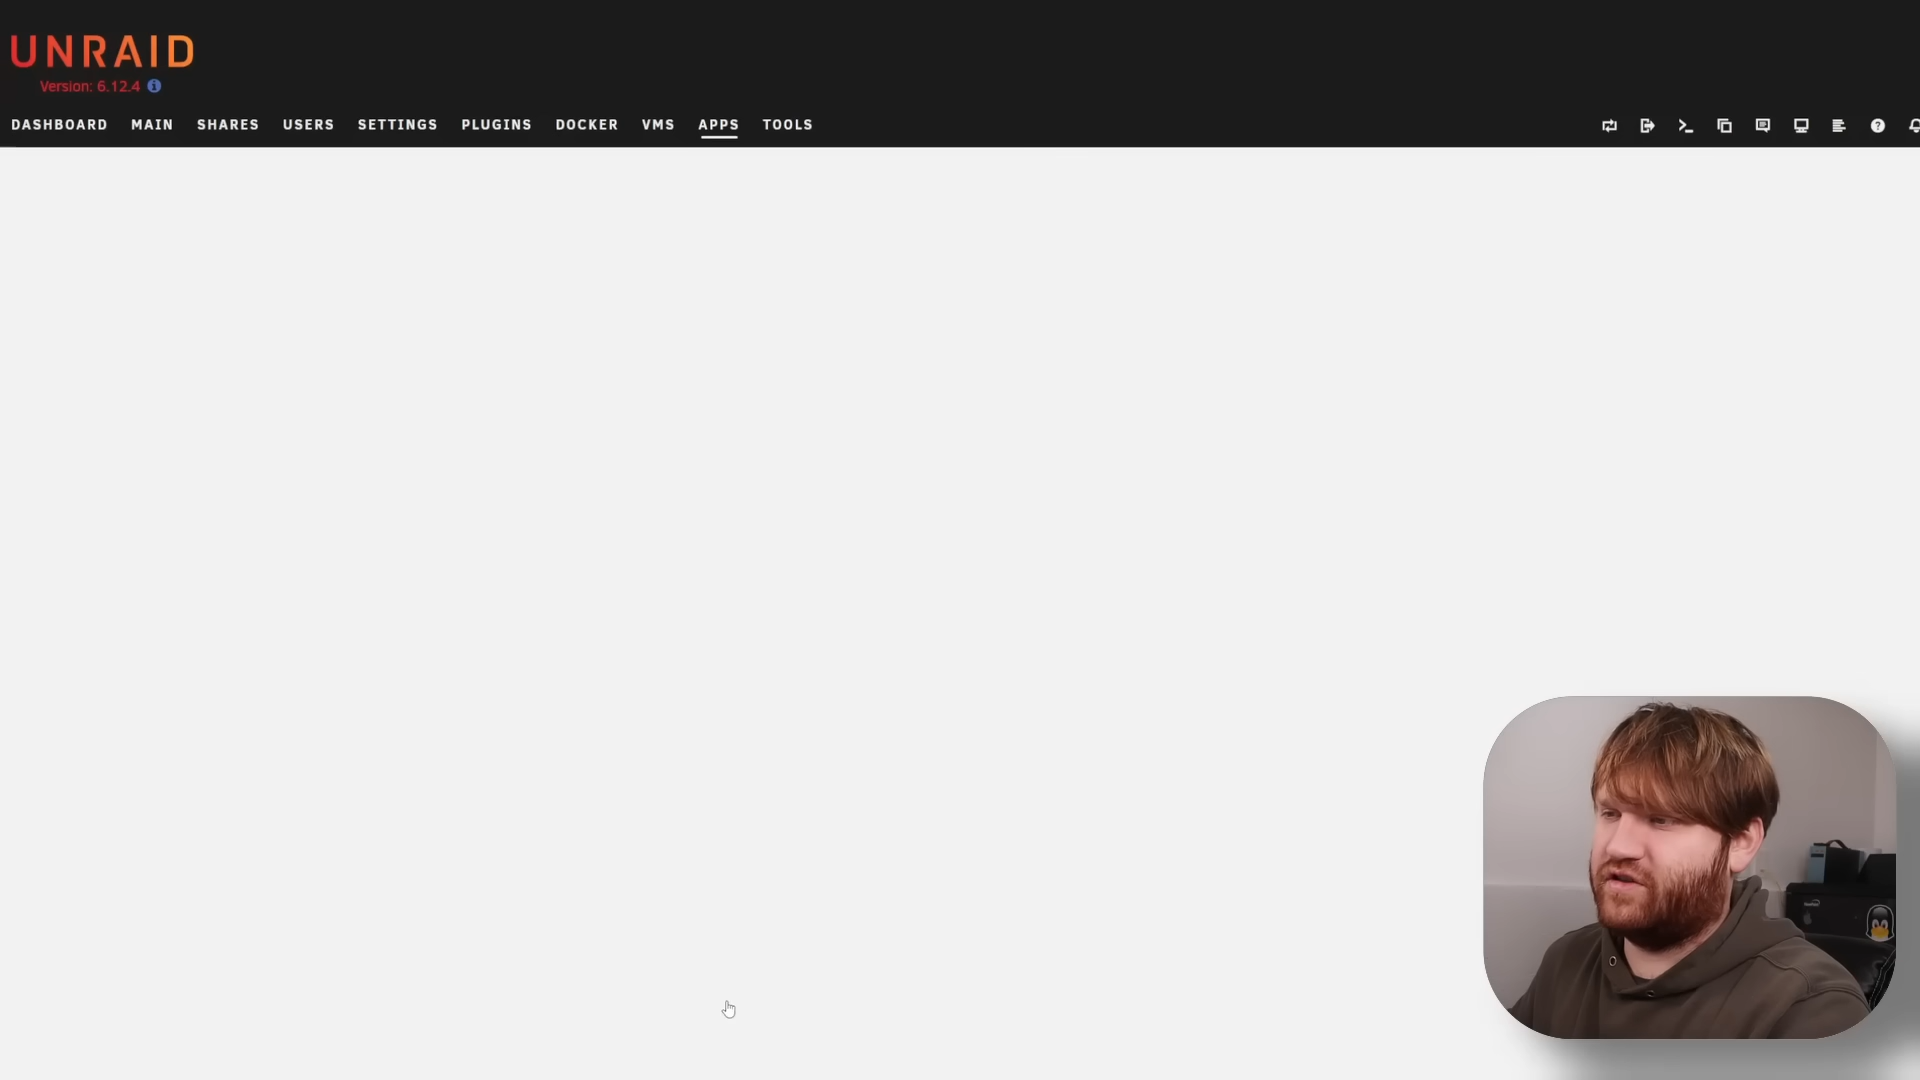 UNRAID
Version: 6.12.4
DASHBOARD MAIN SHARES USERS SETTINGS PLUGINS DOCKER VMS APPS TOOLS